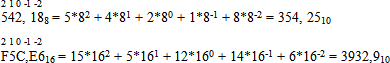 2 1 0 -1 -2
542, 18₈ = 5*8² + 4*8¹ + 2*8⁰ + 1*8⁻¹ + 8*8⁻² = 354, 25₁₀
2 1 0 -1 -2
F5C,E6₁₆ = 15*16² + 5*16¹ + 12*16⁰ + 14*16⁻¹ + 6*16⁻² = 3932,9₁₀